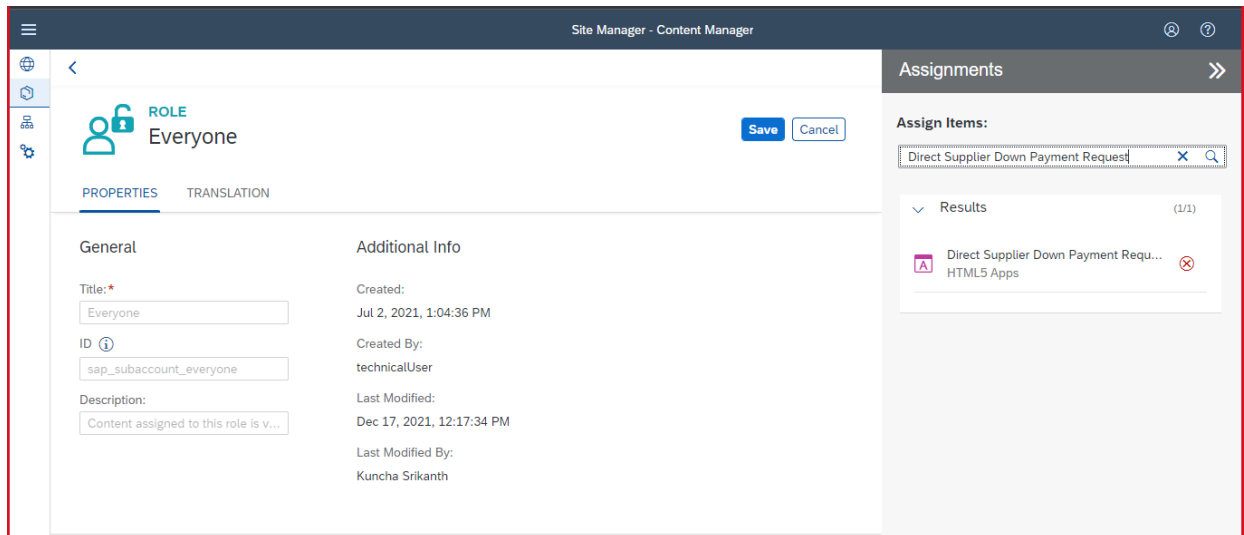 Site Manager - Content Manager
ROLE
Everyone
Save
Cancel
PROPERTIES
TRANSLATION
General
Title:*
Everyone
ID
sap_subaccount_everyone
Description:
Content assigned to this role is v...
Additional Info
Created:
Jul 2, 2021, 1:04:36 PM
Created By:
technicalUser
Last Modified:
Dec 17, 2021, 12:17:34 PM
Last Modified By:
Kuncha Srikanth
Assignments
Assign Items:
Direct Supplier Down Payment Request
Results
(1/1)
A
Direct Supplier Down Payment Requ...
HTML5 Apps